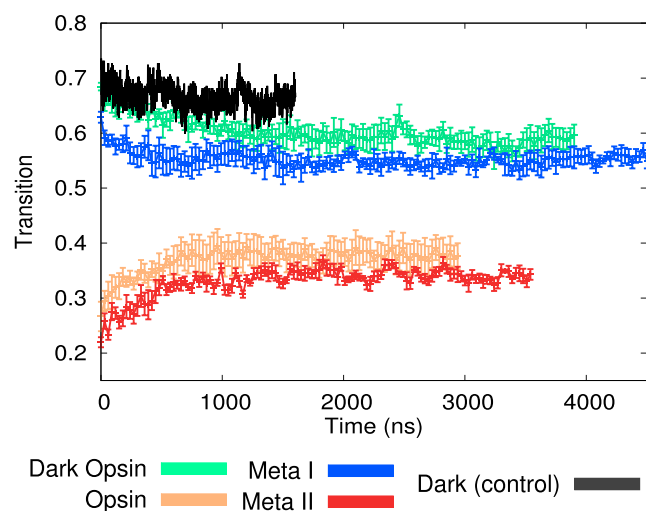 0.8
0.7
0.6
0.5
0.4
0.3
0.2
Transition
0 1000 2000 3000 4000
Time (ns)
Dark Opsin Meta I Dark (control)
Opsin Meta II